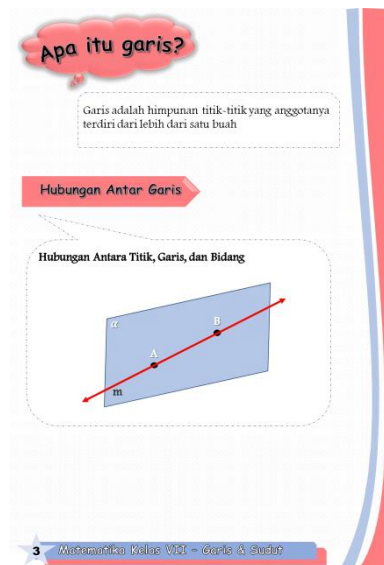 Apa itu garis?
Garis adalah himpunan titik-titik yang anggotanya
terdiri dari lebih dari satu buah
Hubungan Antar Garis
Hubungan Antara Titik, Garis, dan Bidang
α
B
A
m
3 Matematika Kelas VII - Garis & Sudut